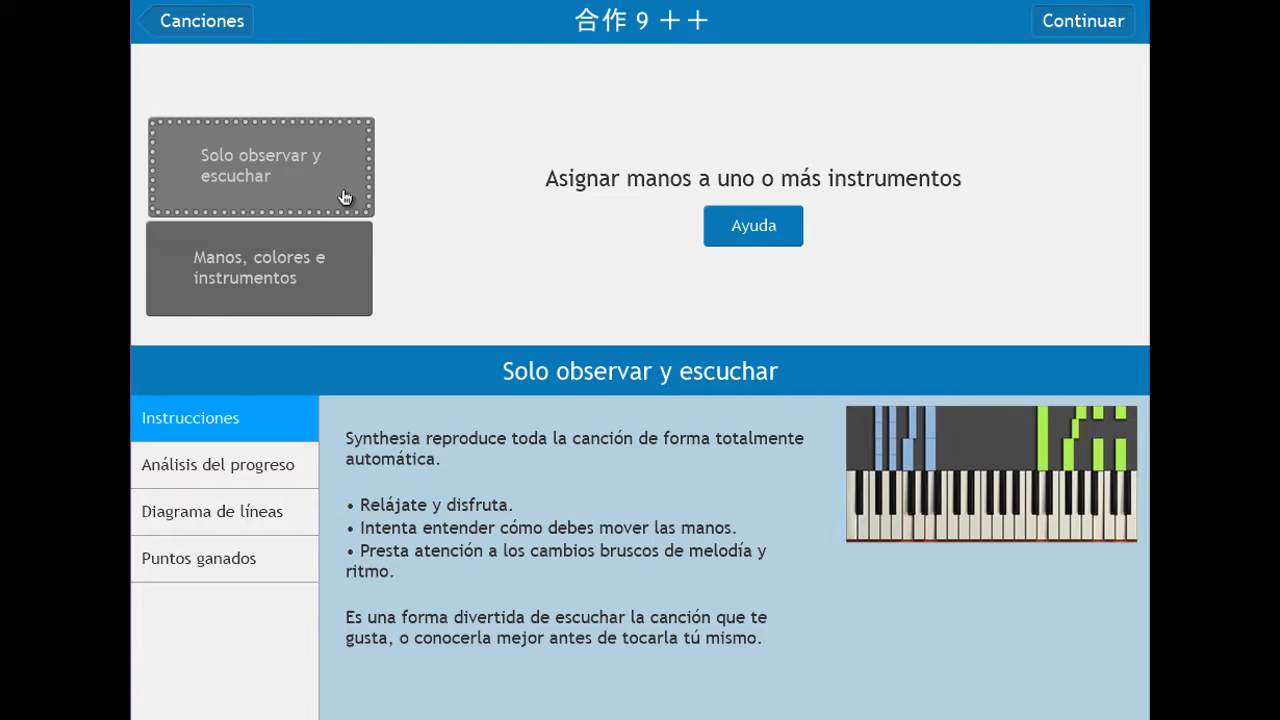 Canciones
合作 9 ＋＋
Continuar
Solo observar y
escuchar
Manos, colores e
instrumentos
Asignar manos a uno o más instrumentos
Ayuda
Solo observar y escuchar
Instrucciones
Análisis del progreso
Diagrama de líneas
Puntos ganados
Synthesia reproduce toda la canción de forma totalmente
automática.
• Relájate y disfruta.
• Intenta entender cómo debes mover las manos.
• Presta atención a los cambios bruscos de melodía y
ritmo.
Es una forma divertida de escuchar la canción que te
gusta, o conocerla mejor antes de tocarla tú mismo.